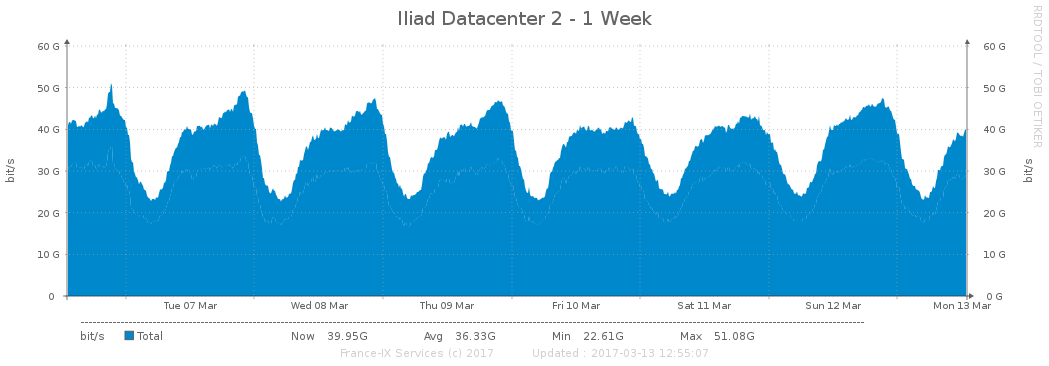 Iliad Datacenter 2 - 1 Week
RRDTOOL / TOBI OETIKER
bit/s
60 G
50 G
40 G
30 G
20 G
10 G
0
60 G
50 G
40 G
30 G
20 G
10 G
0 G
bit/s
Tue 07 Mar Wed 08 Mar Thu 09 Mar Fri 10 Mar Sat 11 Mar Sun 12 Mar Mon 13 Mar
bit/s Total Now 39.95G Avg 36.33G Min 22.61G Max 51.08G
France-IX Services (c) 2017 Updated : 2017-03-13 12:55:07